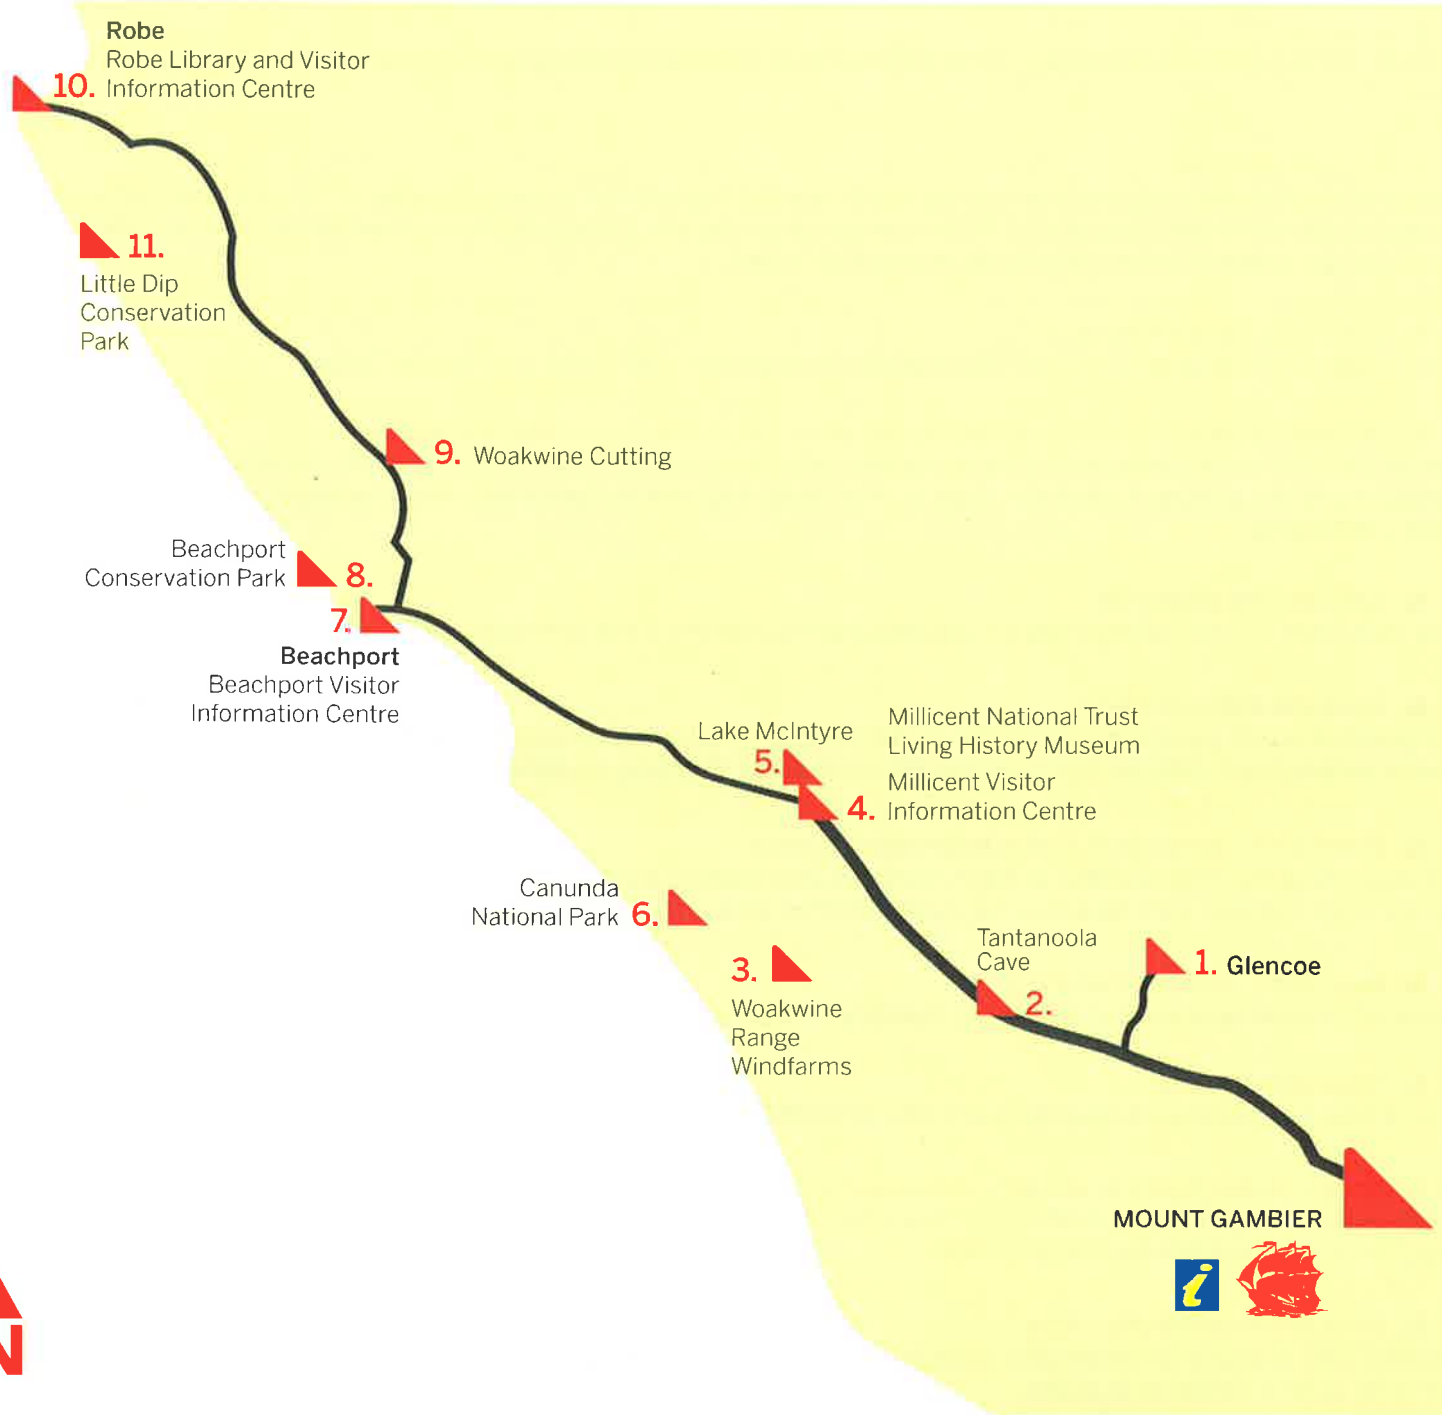 Robe
Robe Library and Visitor
10. Information Centre
11.
Little Dip
Conservation
Park
9. Woakwine Cutting
Beachport
Conservation Park 8.
7.
Beachport
Beachport Visitor
Information Centre
Lake McIntyre
5.
Millicent National Trust
Living History Museum
Millicent Visitor
4. Information Centre
Canunda
National Park 6.
3.
Woakwine
Range
Windfarms
Tantanoola
Cave
2.
1. Glencoe
MOUNT GAMBIER
i
N